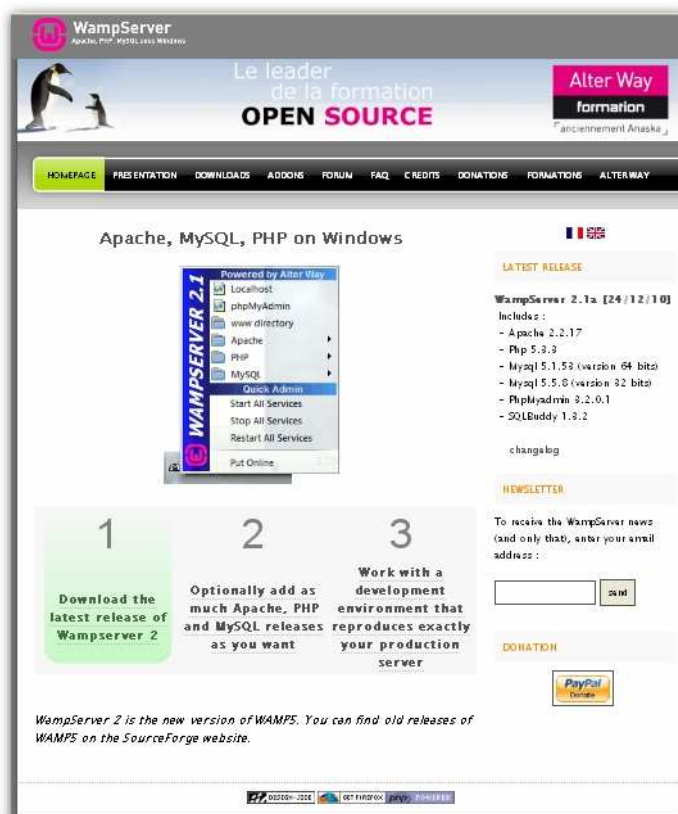 WampServer
Apache, PHP, MySQL sous Windows
Le leader
de la formation
OPEN SOURCE
Alter Way
formation
anciennement Anaska
HOMEPAGE PRESENTATION DOWNLOADS ADDONS FORUM FAQ CREDITS DONATIONS FORMATIONS ALTERWAY
Apache, MySQL, PHP on Windows
WAMPSERVER 2.1
Powered by Alter Way
Localhost
phpMyAdmin
www directory
Apache
PHP
MySQL
Quick Admin
Start All Services
Stop All Services
Restart All Services
Put Online
1
Download the
latest release of
Wampserver 2
2
Optionally add as
much Apache, PHP
and MySQL releases
as you want
3
Work with a
development
environment that
reproduces exactly
your production
server
WampServer 2 is the new version of WAMP5. You can find old releases of
WAMP5 on the SourceForge website.
LATEST RELEASE
WampServer 2.1a [24/12/10]
Includes :
- Apache 2.2.17
- Php 5.3.3
- Mysql 5.1.53 (version 64 bits)
- Mysql 5.5.8 (version 32 bits)
- PhpMyadmin 3.2.0.1
- SQLBuddy 1.3.2
changelog
NEWSLETTER
To receive the WampServer news
(and only that), enter your email
address :
send
DONATION
PayPal
Donate
DESIGN-JODE
GET FIREFOX
php POWERED